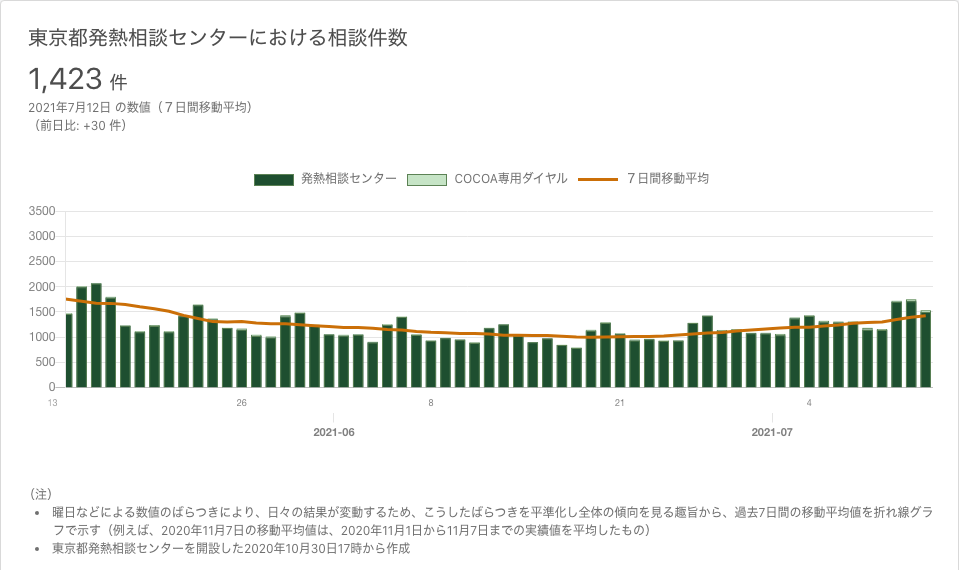 東京都発熱相談センターにおける相談件数
1,423 件
2021年7月12日 の数値（７日間移動平均）
（前日比: +30 件）
発熱相談センター COCOA専用ダイヤル ７日間移動平均
3500
3000
2500
2000
1500
1000
500
0
13 26 8 21 4
2021-06 2021-07
（注）
• 曜日などによる数値のばらつきにより、日々の結果が変動するため、こうしたばらつきを平準化し全体の傾向を見る趣旨から、過去7日間の移動平均値を折れ線グラ
フで示す（例えば、2020年11月7日の移動平均値は、2020年11月1日から11月7日までの実績値を平均したもの）
• 東京都発熱相談センターを開設した2020年10月30日17時から作成